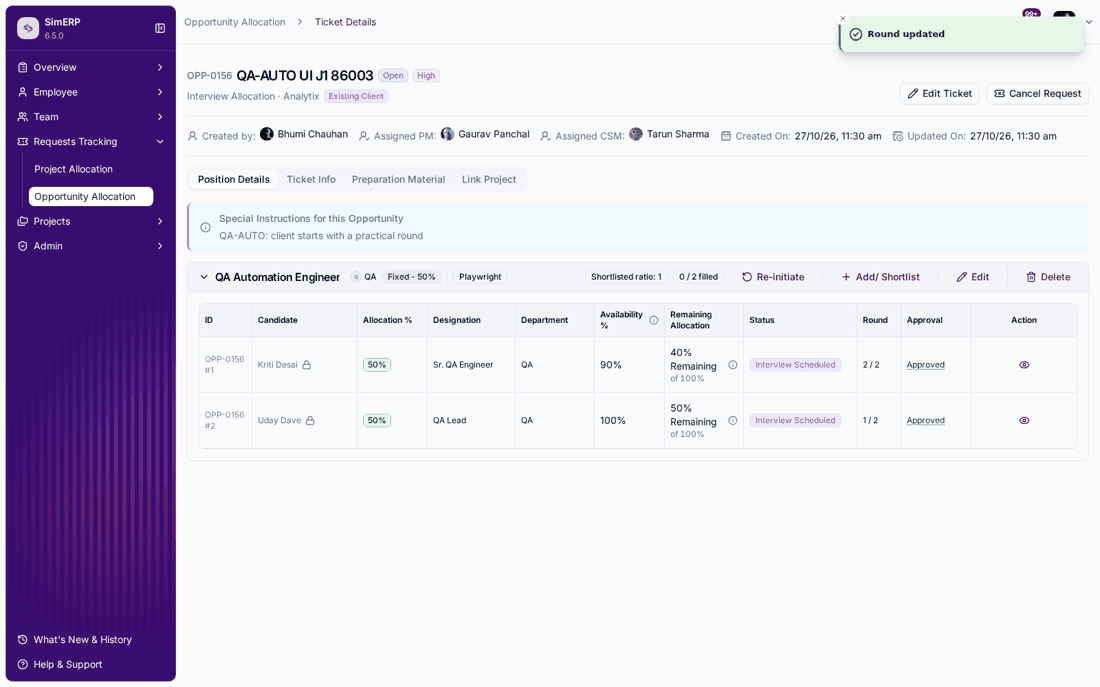 SimERP
6.5.0
Overview
Employee
Team
Requests Tracking
Project Allocation
Opportunity Allocation
Projects
Admin
What's New & History
Help & Support
Opportunity Allocation > Ticket Details
99+
Round updated
OPP-0156 QA-AUTO UI J1 86003 Open High
Interview Allocation · Analytix Existing Client
Edit Ticket Cancel Request
Created by: Bhumi Chauhan Assigned PM: Gaurav Panchal Assigned CSM: Tarun Sharma Created On: 27/10/26, 11:30 am Updated On: 27/10/26, 11:30 am
Position Details Ticket Info Preparation Material Link Project
Special Instructions for this Opportunity
QA-AUTO: client starts with a practical round
QA Automation Engineer Q QA Fixed - 50% Playwright Shortlisted ratio: 1 0 / 2 filled Re-initiate Add/ Shortlist Edit Delete
ID Candidate Allocation % Designation Department Availability % Remaining Allocation Status Round Approval Action
OPP-0156 #1 Kriti Desai 50% Sr. QA Engineer QA 90% 40% Remaining of 100% Interview Scheduled 2 / 2 Approved
OPP-0156 #2 Uday Dave 50% QA Lead QA 100% 50% Remaining of 100% Interview Scheduled 1 / 2 Approved